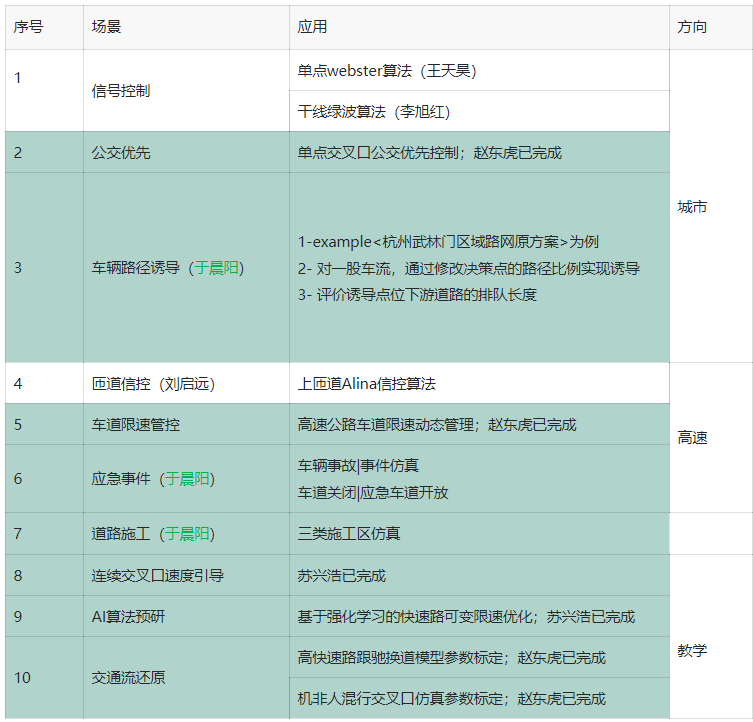 序号 场景 应用 方向
1 信号控制 单点webster算法（王天昊）
干线绿波算法（李旭红）
城市
2 公交优先 单点交叉口公交优先控制；赵东虎已完成
3 车辆路径诱导（于晨阳）
1-example<杭州武林门区域路网原方案>为例
2- 对一股车流，通过修改决策点的路径比例实现诱导
3- 评价诱导点位下游道路的排队长度
4 匝道信控（刘启远） 上匝道Alina信控算法
高速
5 车道限速管控 高速公路车道限速动态管理；赵东虎已完成
6 应急事件（于晨阳）
车辆事故|事件仿真
车道关闭|应急车道开放
7 道路施工（于晨阳） 三类施工区仿真
8 连续交叉口速度引导 苏兴浩已完成
教学
9 AI算法预研 基于强化学习的快速路可变限速优化；苏兴浩已完成
10 交通流还原 高快速路跟驰换道模型参数标定；赵东虎已完成
机非人混行交叉口仿真参数标定；赵东虎已完成